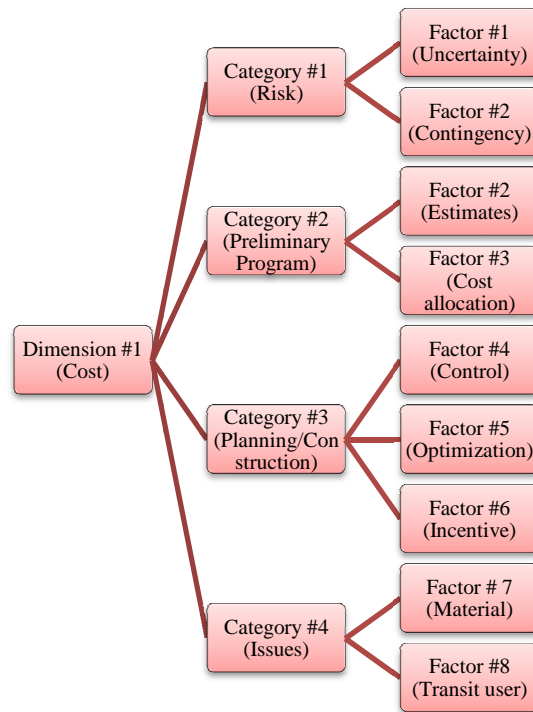 Dimension #1
(Cost)
Category #1
(Risk)
Factor #1
(Uncertainty)
Factor #2
(Contingency)
Category #2
(Preliminary
Program)
Factor #2
(Estimates)
Factor #3
(Cost
allocation)
Category #3
(Planning/Con
struction)
Factor #4
(Control)
Factor #5
(Optimization)
Factor #6
(Incentive)
Category #4
(Issues)
Factor # 7
(Material)
Factor #8
(Transit user)